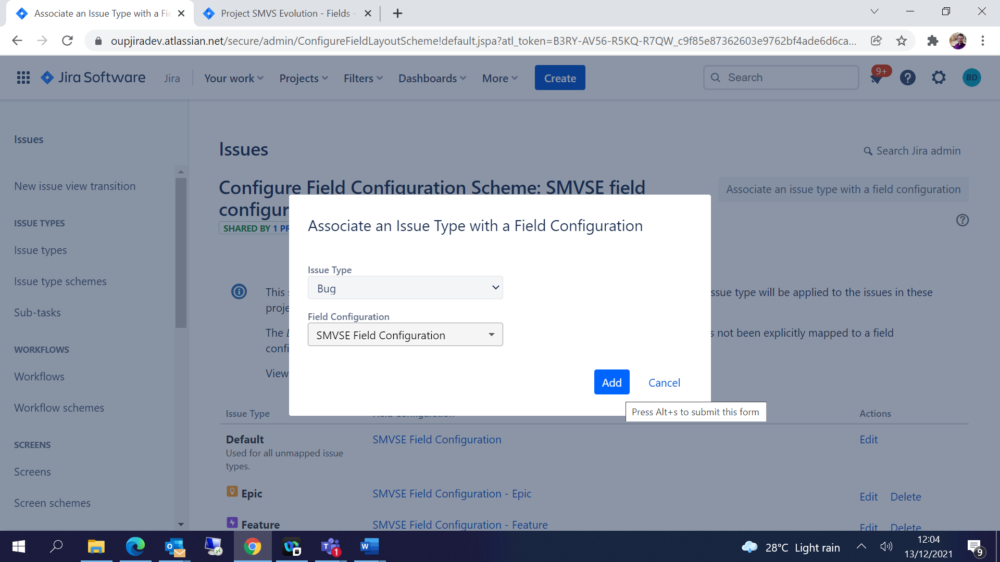 Associate an Issue Type with a Fie
Project SMVS Evolution - Fields -
oupjiradev.atlassian.net/secure/admin/ConfigureFieldLayoutScheme!default.jspa?atl_token=B3RY-AV56-R5KQ-R7QW_c9f85e87362603e9762bf4ade6d6ca...
Jira Software
Jira
Your work
Projects
Filters
Dashboards
More
Create
Search
9+
BD
Issues
New issue view transition
ISSUE TYPES
Issue types
Issue type schemes
Sub-tasks
WORKFLOWS
Workflows
Workflow schemes
SCREENS
Screens
Screen schemes
Issues
Search Jira admin
Configure Field Configuration Scheme: SMVSE field
configur
Associate an issue type with a field configuration
SHARED BY 1 PR
This
ssue type will be applied to the issues in these
proje
The
s not been explicitly mapped to a field
confi
View
Associate an Issue Type with a Field Configuration
Issue Type
Bug
Field Configuration
SMVSE Field Configuration
Add
Cancel
Press Alt+s to submit this form
Issue Type
Actions
Default
Used for all unmapped issue
types.
SMVSE Field Configuration
Edit
Epic
SMVSE Field Configuration - Epic
Edit
Delete
Feature
SMVSE Field Configuration - Feature
Edit
Delete
1
28°C Light rain
12:04
13/12/2021
9